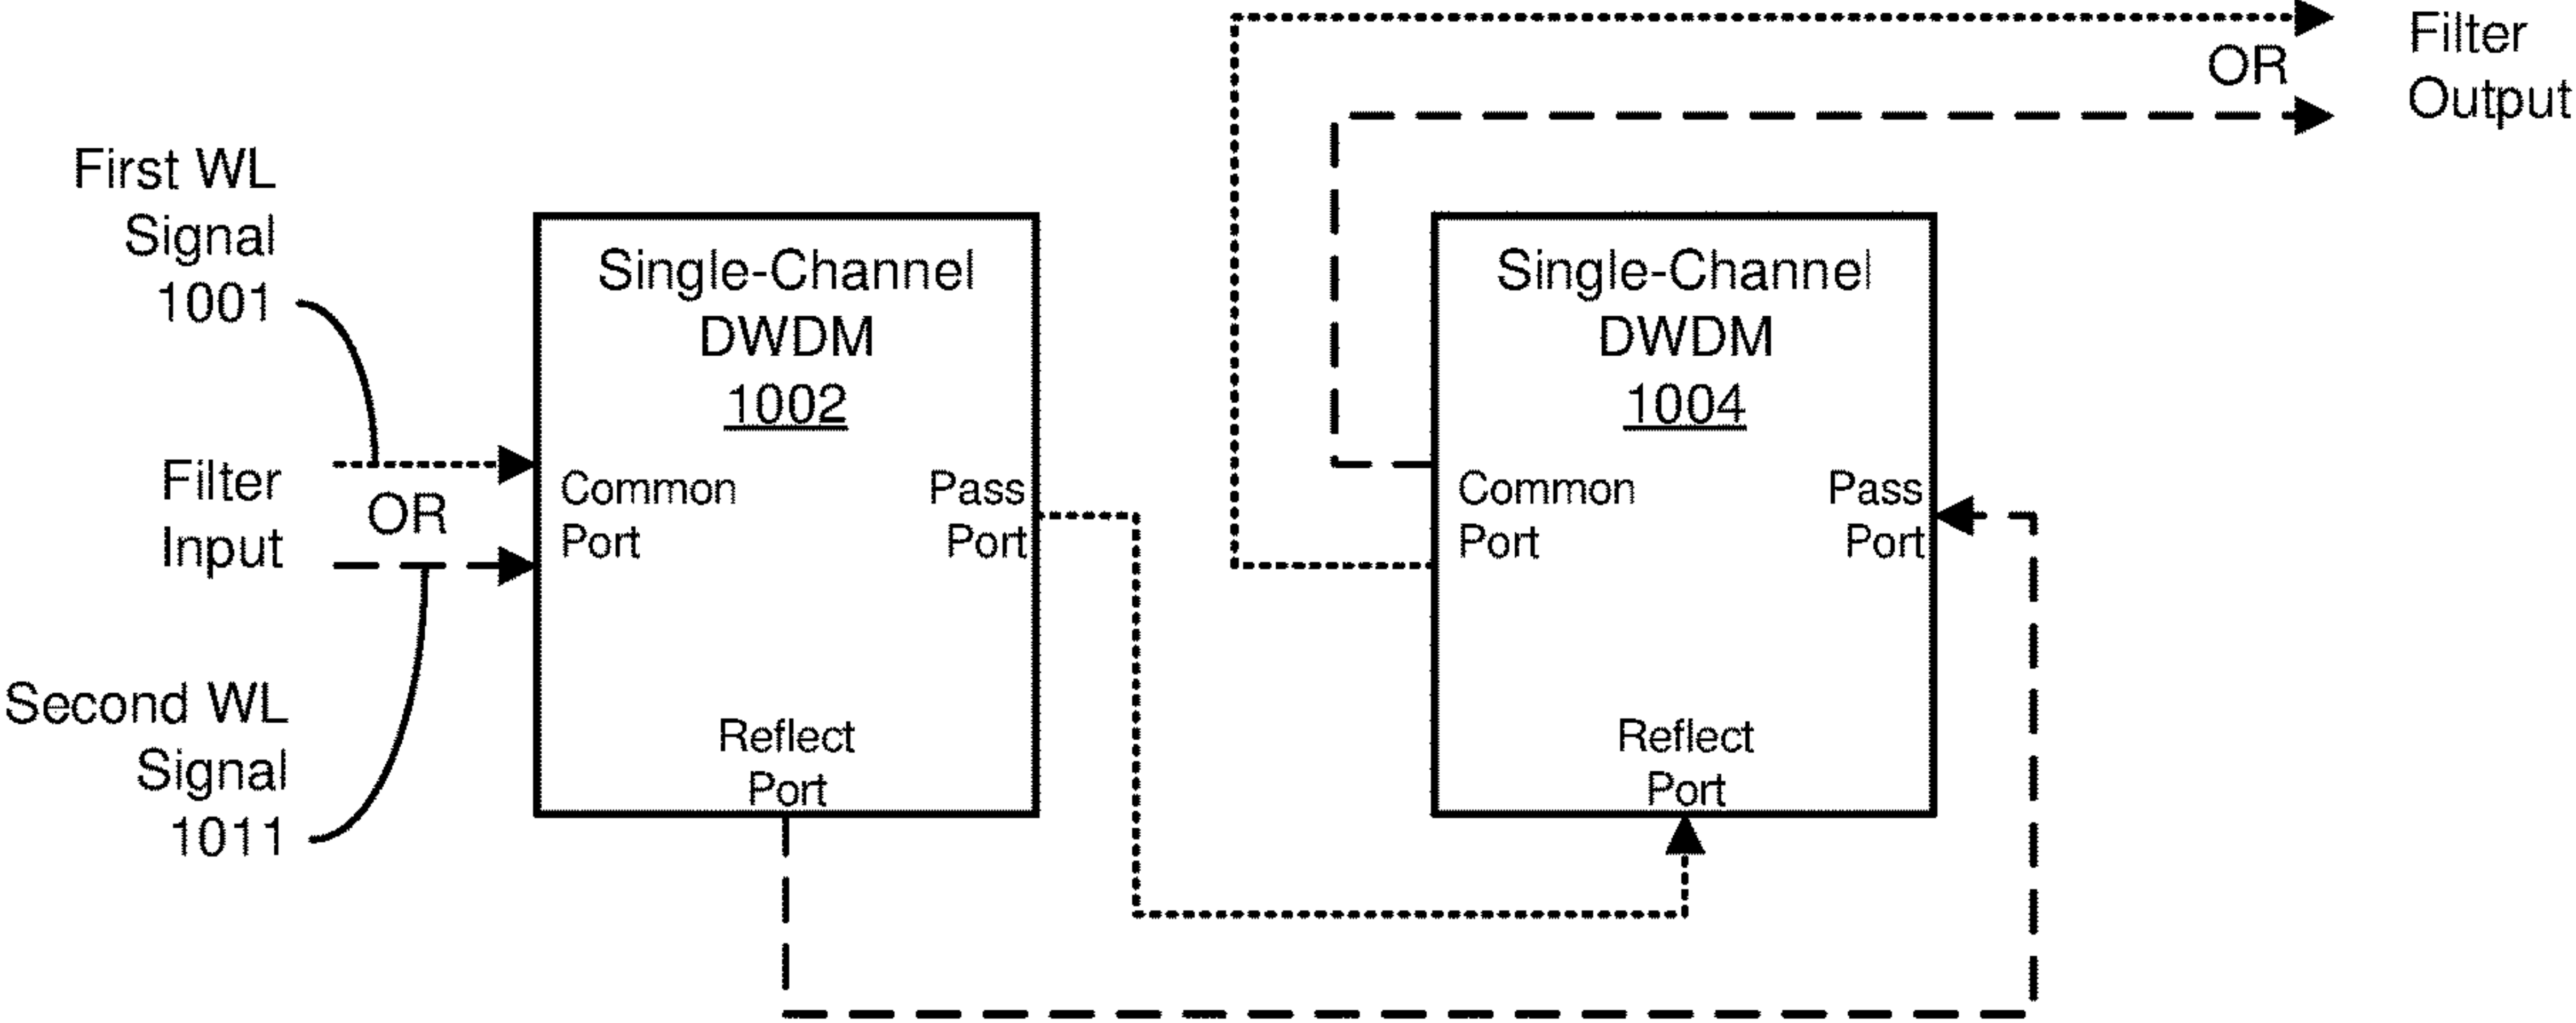 Filter
OR
Output
First WL
Signal
1001
Single-Channel
DWDM
1002
Single-Channel
DWDM
1004
Filter
Input
OR
Common
Port
Pass
Port
Common
Port
Pass
Port
Second WL
Signal
1011
Reflect
Port
Reflect
Port